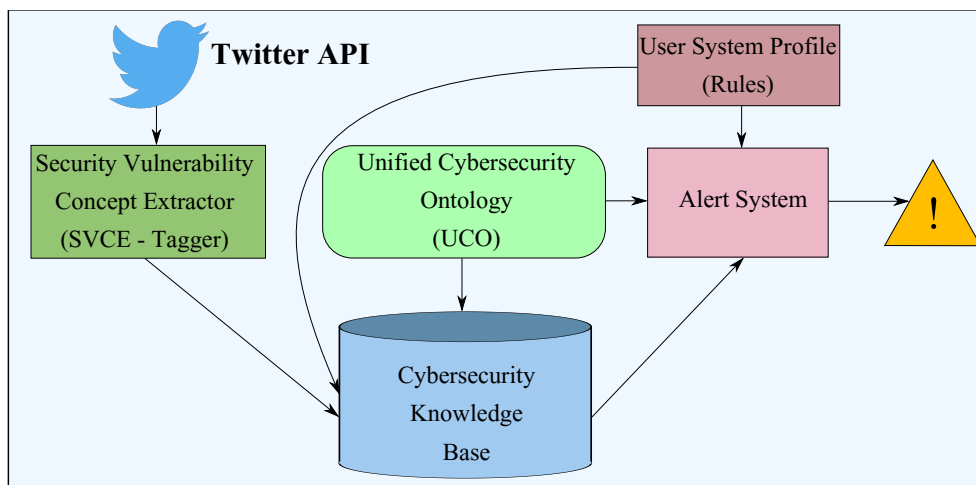 Twitter API
User System Profile
(Rules)
Security Vulnerability
Concept Extractor
(SVCE - Tagger)
Unified Cybersecurity
Ontology
(UCO)
Alert System
!
Cybersecurity
Knowledge
Base